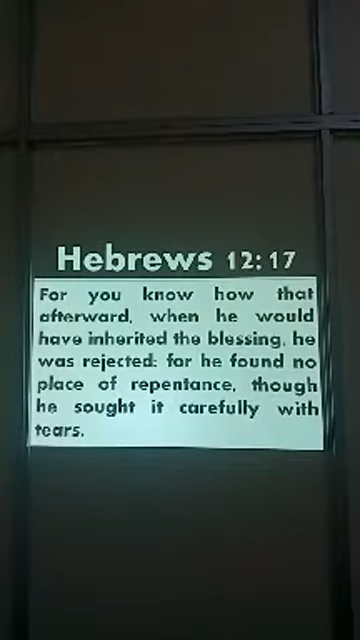 Hebrews 12:17
For you know how that
afterward, when he would
have inherited the blessing, he
was rejected: for he found no
place of repentance, though
he sought it carefully with
tears.